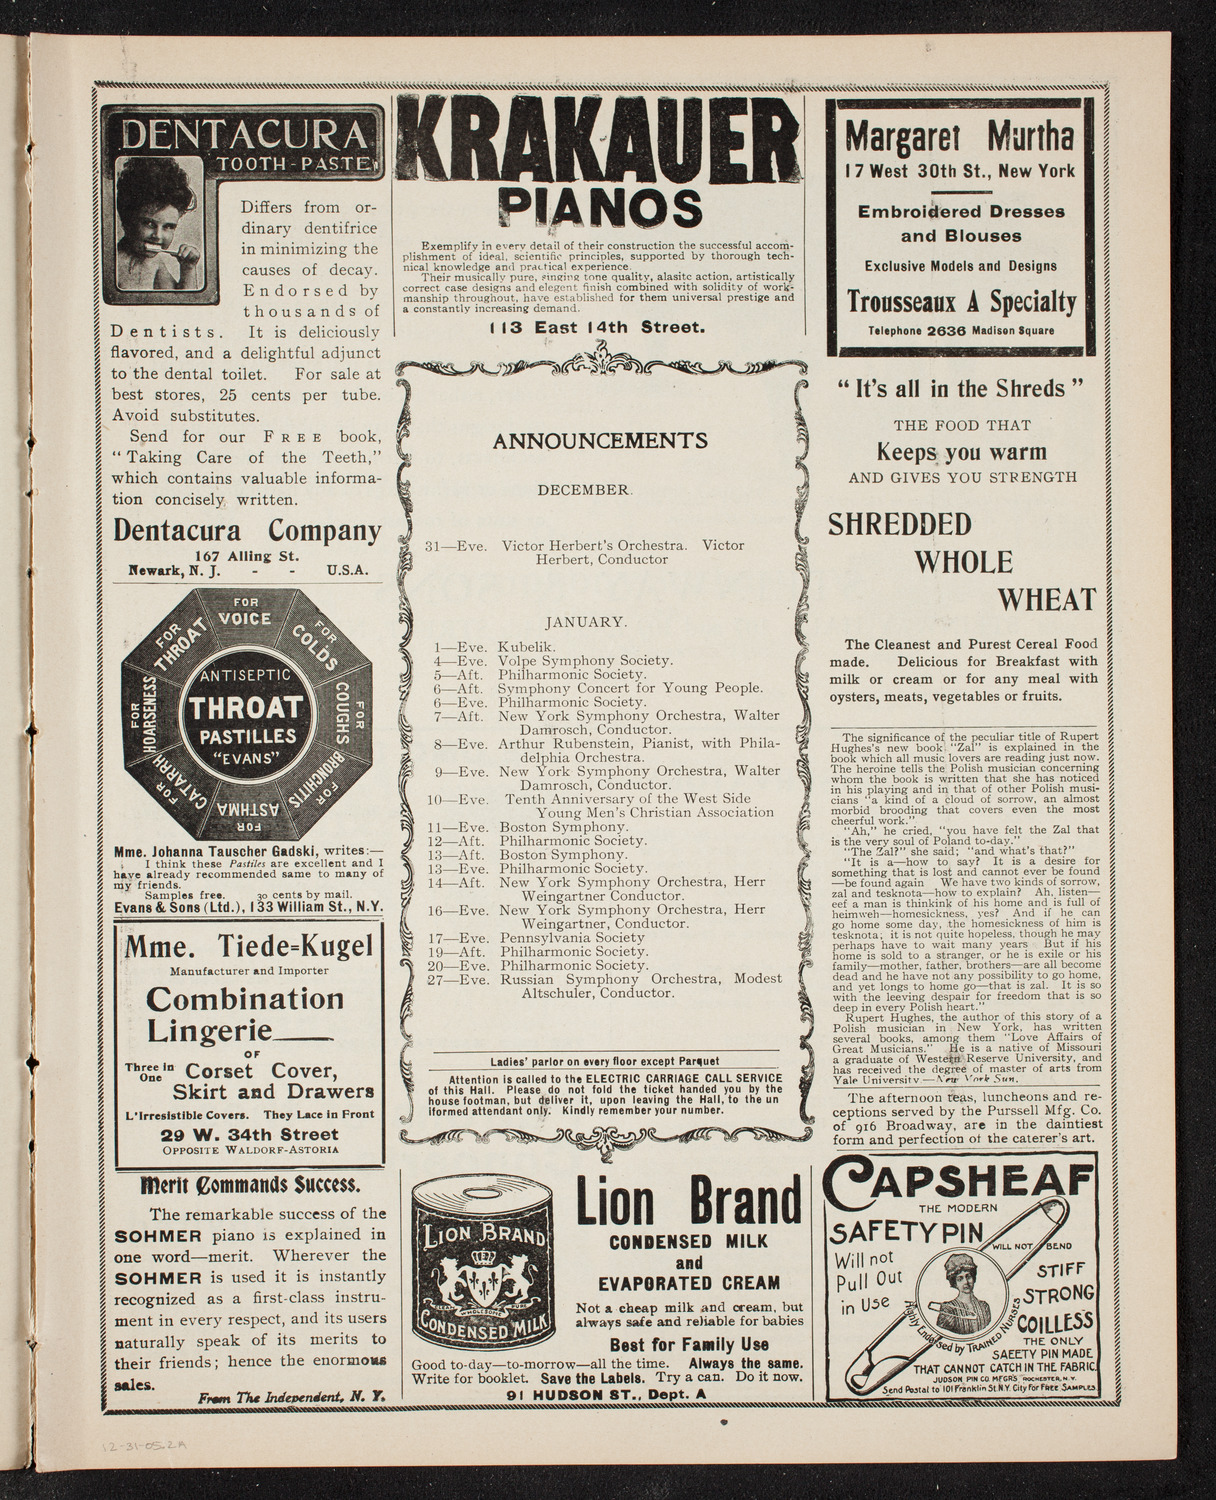 DENTACURA
TOOTH-PASTE
Differs from or-
dinary dentifrice
in minimizing the
causes of decay.
Endorsed by
thousands of
Dentists. It is deliciously
flavored, and a delightful adjunct
to the dental toilet. For sale at
best stores, 25 cents per tube.
Avoid substitutes.
Send for our FREE book,
"Taking Care of the Teeth,"
which contains valuable informa-
tion concisely written.
Dentacura Company
167 Alling St.
Newark, N. J. - - U.S.A.
FOR VOICE
FOR COLDS
FOR COUGHS
FOR BRONCHITIS
FOR ASTHMA
FOR CATARRH
FOR HOARSENESS
FOR THROAT
ANTISEPTIC
THROAT
PASTILLES
"EVANS"
Mme. Johanna Tauscher Gadski, writes:—
I think these Pastiles are excellent and I
have already recommended same to many of
my friends.
Samples free. 30 cents by mail.
Evans & Sons (Ltd.), 133 William St., N.Y.
Mme. Tiede=Kugel
Manufacturer and Importer
Combination
Lingerie
OF
Three in One Corset Cover,
Skirt and Drawers
L'Irresistible Covers. They Lace in Front
29 W. 34th Street
OPPOSITE WALDORF-ASTORIA
Merit Commands Success.
The remarkable success of the
SOHMER piano is explained in
one word—merit. Wherever the
SOHMER is used it is instantly
recognized as a first-class instru-
ment in every respect, and its users
naturally speak of its merits to
their friends; hence the enormous
sales.
From The Independent, N. Y.
KRAKAUER
PIANOS
Exemplify in every detail of their construction the successful accom-
plishment of ideal, scientific principles, supported by thorough tech-
nical knowledge and practical experience.
Their musically pure, singing tone quality, alasitc action, artistically
correct case designs and elegent finish combined with solidity of work-
manship throughout, have established for them universal prestige and
a constantly increasing demand.
113 East 14th Street.
ANNOUNCEMENTS
DECEMBER.
31—Eve. Victor Herbert's Orchestra. Victor
Herbert, Conductor
JANUARY.
1—Eve. Kubelik.
4—Eve. Volpe Symphony Society.
5—Aft. Philharmonic Society.
6—Aft. Symphony Concert for Young People.
6—Eve. Philharmonic Society.
7—Aft. New York Symphony Orchestra, Walter
Damrosch, Conductor.
8—Eve. Arthur Rubenstein, Pianist, with Phila-
delphia Orchestra.
9—Eve. New York Symphony Orchestra, Walter
Damrosch, Conductor.
10—Eve. Tenth Anniversary of the West Side
Young Men's Christian Association
11—Eve. Boston Symphony.
12—Aft. Philharmonic Society.
13—Aft. Boston Symphony.
13—Eve. Philharmonic Society.
14—Aft. New York Symphony Orchestra, Herr
Weingartner Conductor.
16—Eve. New York Symphony Orchestra, Herr
Weingartner, Conductor.
17—Eve. Pennsylvania Society
19—Aft. Philharmonic Society.
20—Eve. Philharmonic Society.
27—Eve. Russian Symphony Orchestra, Modest
Altschuler, Conductor.
Ladies' parlor on every floor except Parquet
Attention is called to the ELECTRIC CARRIAGE CALL SERVICE
of this Hall. Please do not fold the ticket handed you by the
house footman, but deliver it, upon leaving the Hall, to the un
iformed attendant only. Kindly remember your number.
LION BRAND
CLEAN WHOLESOME PURE
CONDENSED MILK
Lion Brand
CONDENSED MILK
and
EVAPORATED CREAM
Not a cheap milk and cream, but
always safe and reliable for babies
Best for Family Use
Good to-day—to-morrow—all the time. Always the same.
Write for booklet. Save the Labels. Try a can. Do it now.
91 HUDSON ST., Dept. A
Margaret Murtha
17 West 30th St., New York
Embroidered Dresses
and Blouses
Exclusive Models and Designs
Trousseaux A Specialty
Telephone 2636 Madison Square
"It's all in the Shreds"
THE FOOD THAT
Keeps you warm
AND GIVES YOU STRENGTH
SHREDDED
WHOLE
WHEAT
The Cleanest and Purest Cereal Food
made. Delicious for Breakfast with
milk or cream or for any meal with
oysters, meats, vegetables or fruits.
The significance of the peculiar title of Rupert
Hughes's new book "Zal" is explained in the
book which all music lovers are reading just now.
The heroine tells the Polish musician concerning
whom the book is written that she has noticed
in his playing and in that of other Polish musi-
cians "a kind of a cloud of sorrow, an almost
morbid brooding that covers even the most
cheerful work."
"Ah," he cried, "you have felt the Zal that
is the very soul of Poland to-day."
"The Zal?" she said; "and what's that?"
"It is a—how to say? It is a desire for
something that is lost and cannot ever be found
—be found again We have two kinds of sorrow,
zal and tesknota—how to explain? Ah, listen—
eef a man is thinkink of his home and is full of
heimweh—homesickness, yes? And if he can
go home some day, the homesickness of him is
tesknota; it is not quite hopeless, though he may
perhaps have to wait many years But if his
home is sold to a stranger, or he is exile or his
family—mother, father, brothers—are all become
dead and he have not any possibility to go home,
and yet longs to home go—that is zal. It is so
with the leeving despair for freedom that is so
deep in every Polish heart."
Rupert Hughes, the author of this story of a
Polish musician in New York, has written
several books, among them "Love Affairs of
Great Musicians." He is a native of Missouri
a graduate of Western Reserve University, and
has received the degree of master of arts from
Yale University—New York Sun.
The afternoon teas, luncheons and re-
ceptions served by the Purssell Mfg. Co.
of 916 Broadway, are in the daintiest
form and perfection of the caterer's art.
CAPSHEAF
THE MODERN
SAFETY PIN
WILL NOT BEND
Will not
Pull Out
in Use
STIFF
STRONG
COILLESS
Highly Endorsed by TRAINED NURSES
THE ONLY
SAFETY PIN MADE
THAT CANNOT CATCH IN THE FABRIC.
JUDSON PIN CO. MFGR'S ROCHESTER, N.Y.
Send Postal to 101 Franklin St. N.Y. City for FREE SAMPLES
12-31-05.2A